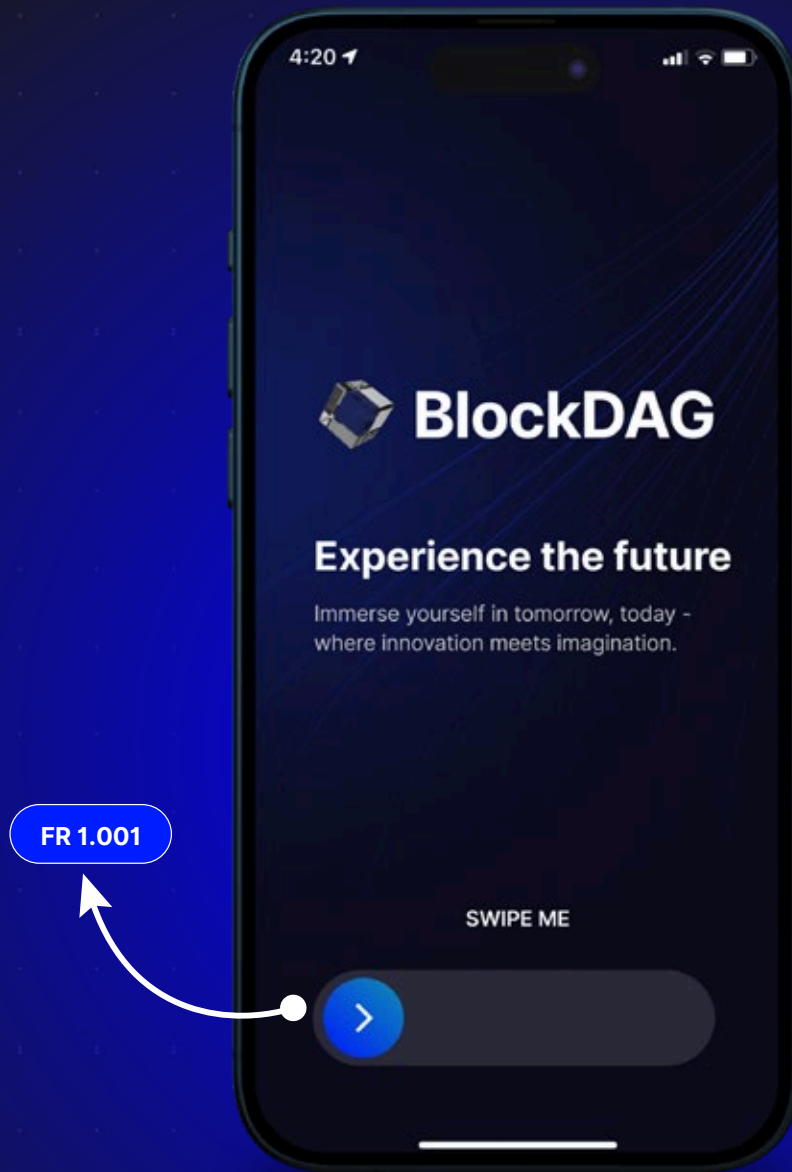 4:20
BlockDAG
Experience the future
Immerse yourself in tomorrow, today -
where innovation meets imagination.
FR 1.001
SWIPE ME